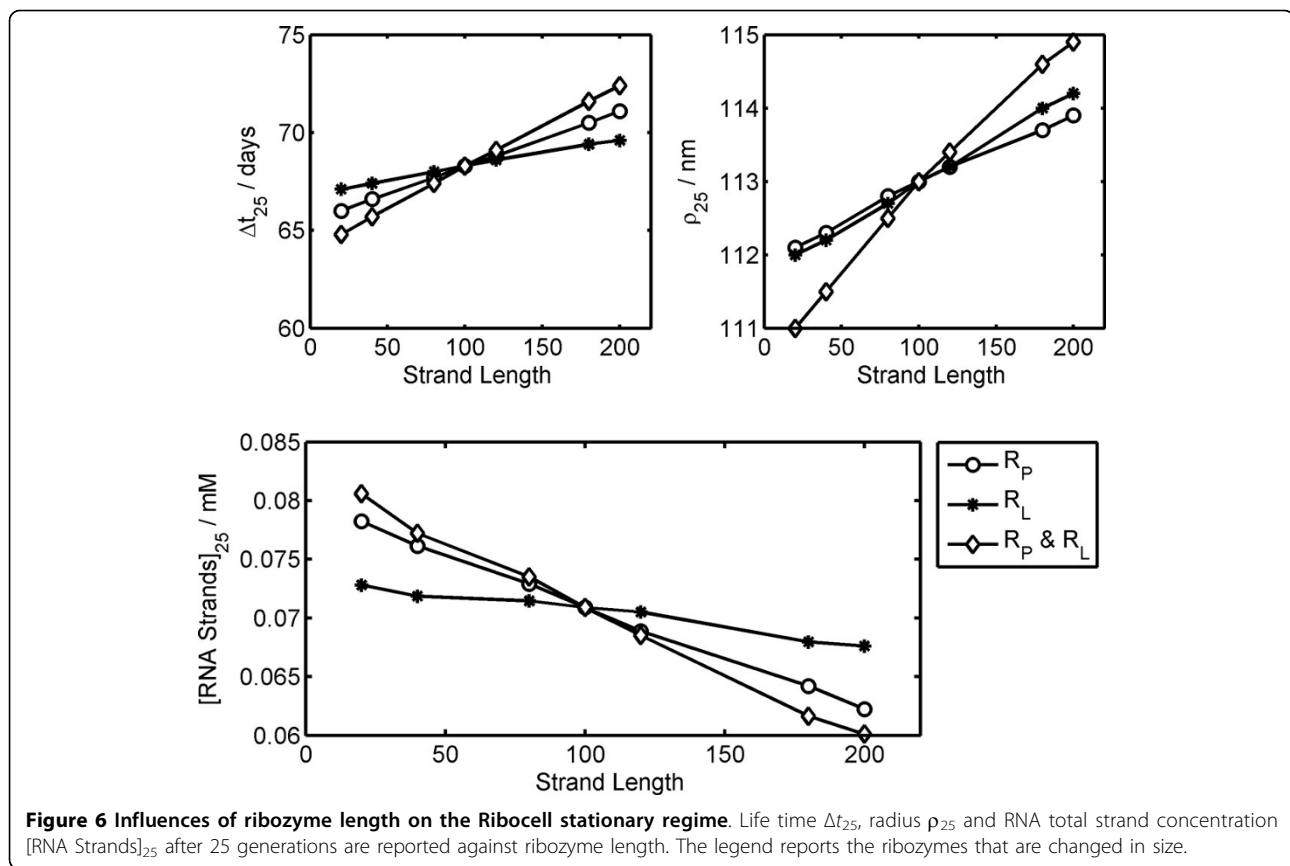 75
70
65
60
Δt25 / days
0 50 100 150 200
Strand Length
115
114
113
112
111
ρ25 / nm
0 50 100 150 200
Strand Length
0.085
0.08
0.075
0.07
0.065
0.06
[RNA Strands]25 / mM
0 50 100 150 200
Strand Length
RP
RL
RP & RL
Figure 6 Influences of ribozyme length on the Ribocell stationary regime. Life time Δt25, radius ρ25 and RNA total strand concentration
[RNA Strands]25 after 25 generations are reported against ribozyme length. The legend reports the ribozymes that are changed in size.